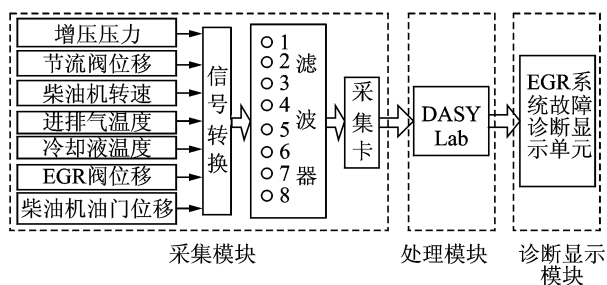 增压压力
节流阀位移
柴油机转速
进排气温度
冷却液温度
EGR阀位移
柴油机油门位移
信号转换
1
2
3
4
5
6
7
8
滤波器
采集卡
DASY
Lab
EGR系
统故障
诊断显
示单元
采集模块
处理模块
诊断显示
模块